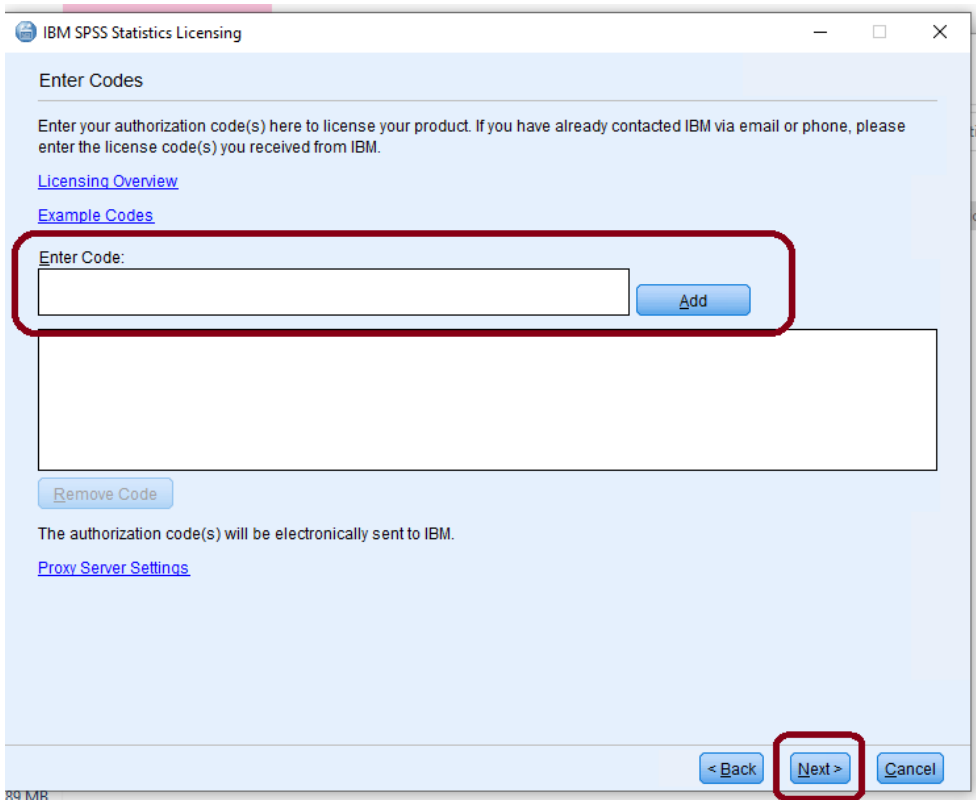 IBM SPSS Statistics Licensing
Enter Codes
Enter your authorization code(s) here to license your product. If you have already contacted IBM via email or phone, please
enter the license code(s) you received from IBM.
Licensing Overview
Example Codes
Enter Code:
Add
Remove Code
The authorization code(s) will be electronically sent to IBM.
Proxy Server Settings
< Back Next > Cancel
89 MB